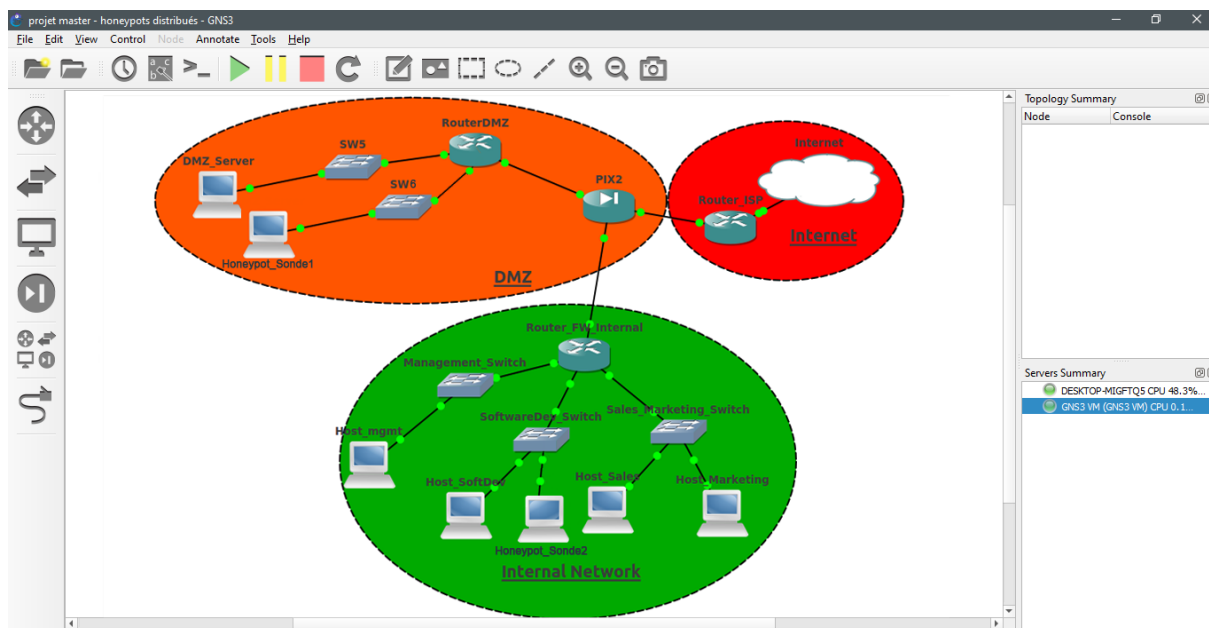 projet master - honeypots distribués - GNS3
File Edit View Control Node Annotate Tools Help
Topology Summary
Node Console
RouterDMZ
SW5
DMZ_Server
SW6
PIX2
Honeypot_Sonde1
DMZ
Internet
Router_ISP
Internet
Router_FW_Internal
Management_Switch
SoftwareDev_Switch
Sales_Marketing_Switch
Host_mgmt
Host_SoftDev
Host_Sales
Host_Marketing
Honeypot_Sonde2
Internal Network
Servers Summary
DESKTOP-MIGFTQ5 CPU 48.3%...
GNS3 VM (GNS3 VM) CPU 0.1...